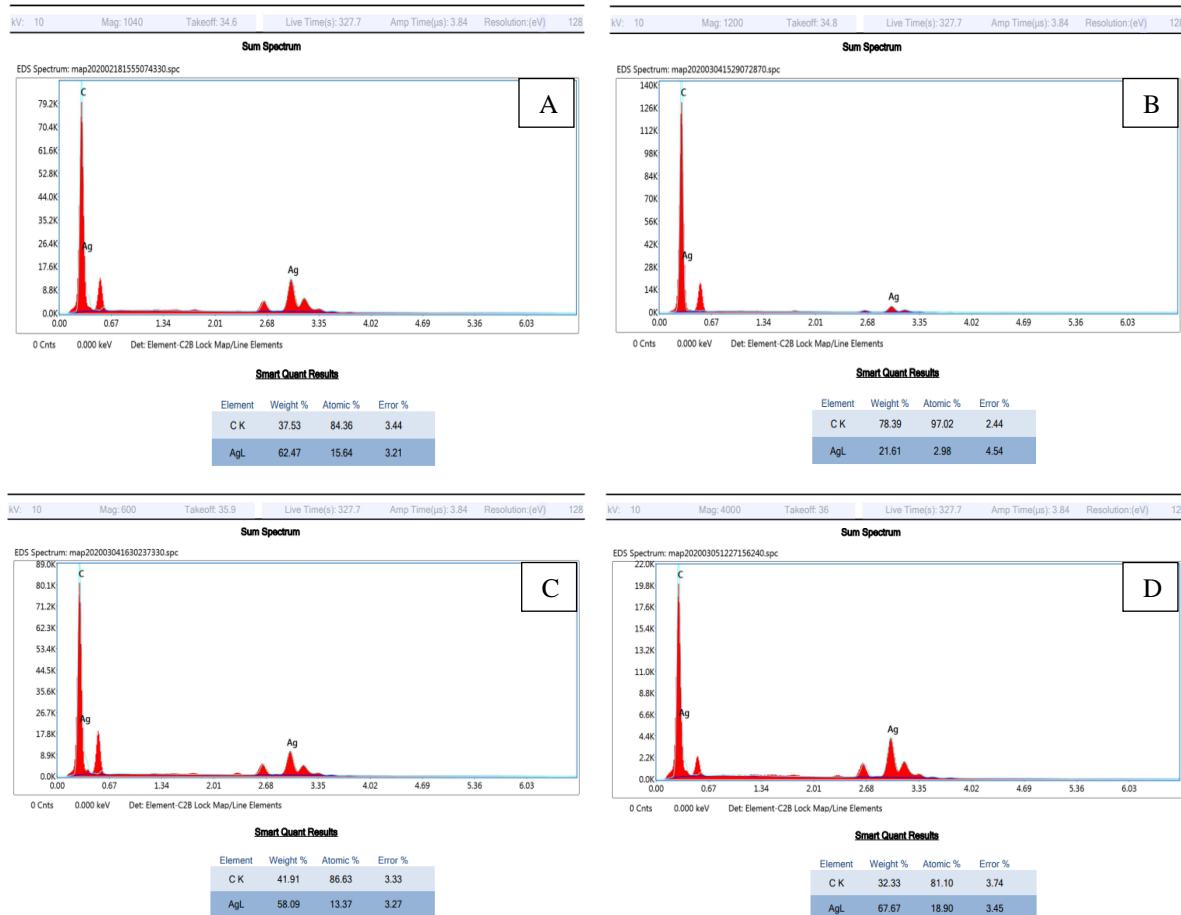 kV: 10 Mag: 1040 Takeoff: 34.6 Live Time(s): 327.7 Amp Time(µs): 3.84 Resolution:(eV) 128
Sum Spectrum
EDS Spectrum: map202002181555074330.spc
A
C
79.2K
70.4K
61.6K
52.8K
44.0K
35.2K
26.4K
17.6K
8.8K
0.0K
Ag
Ag
0.00 0.67 1.34 2.01 2.68 3.35 4.02 4.69 5.36 6.03
0 Cnts 0.000 keV Det: Element-C2B Lock Map/Line Elements
Smart Quant Results
Element Weight % Atomic % Error %
C K 37.53 84.36 3.44
AgL 62.47 15.64 3.21
kV: 10 Mag: 1200 Takeoff: 34.8 Live Time(s): 327.7 Amp Time(µs): 3.84 Resolution:(eV)
Sum Spectrum
EDS Spectrum: map202003041529072870.spc
B
C
140K
126K
112K
98K
84K
70K
56K
42K
28K
14K
0K
Ag
Ag
0.00 0.67 1.34 2.01 2.68 3.35 4.02 4.69 5.36 6.03
0 Cnts 0.000 keV Det: Element-C2B Lock Map/Line Elements
Smart Quant Results
Element Weight % Atomic % Error %
C K 78.39 97.02 2.44
AgL 21.61 2.98 4.54
kV: 10 Mag: 600 Takeoff: 35.9 Live Time(s): 327.7 Amp Time(µs): 3.84 Resolution:(eV) 128
Sum Spectrum
EDS Spectrum: map202003041630237330.spc
C
C
89.0K
80.1K
71.2K
62.3K
53.4K
44.5K
35.6K
26.7K
17.8K
8.9K
0.0K
Ag
Ag
0.00 0.67 1.34 2.01 2.68 3.35 4.02 4.69 5.36 6.03
0 Cnts 0.000 keV Det: Element-C2B Lock Map/Line Elements
Smart Quant Results
Element Weight % Atomic % Error %
C K 41.91 86.63 3.33
AgL 58.09 13.37 3.27
kV: 10 Mag: 4000 Takeoff: 36 Live Time(s): 327.7 Amp Time(µs): 3.84 Resolution:(eV)
Sum Spectrum
EDS Spectrum: map202003051227156240.spc
D
C
22.0K
19.8K
17.6K
15.4K
13.2K
11.0K
8.8K
6.6K
4.4K
2.2K
0.0K
Ag
Ag
0.00 0.67 1.34 2.01 2.68 3.35 4.02 4.69 5.36 6.03
0 Cnts 0.000 keV Det: Element-C2B Lock Map/Line Elements
Smart Quant Results
Element Weight % Atomic % Error %
C K 32.33 81.10 3.74
AgL 67.67 18.90 3.45